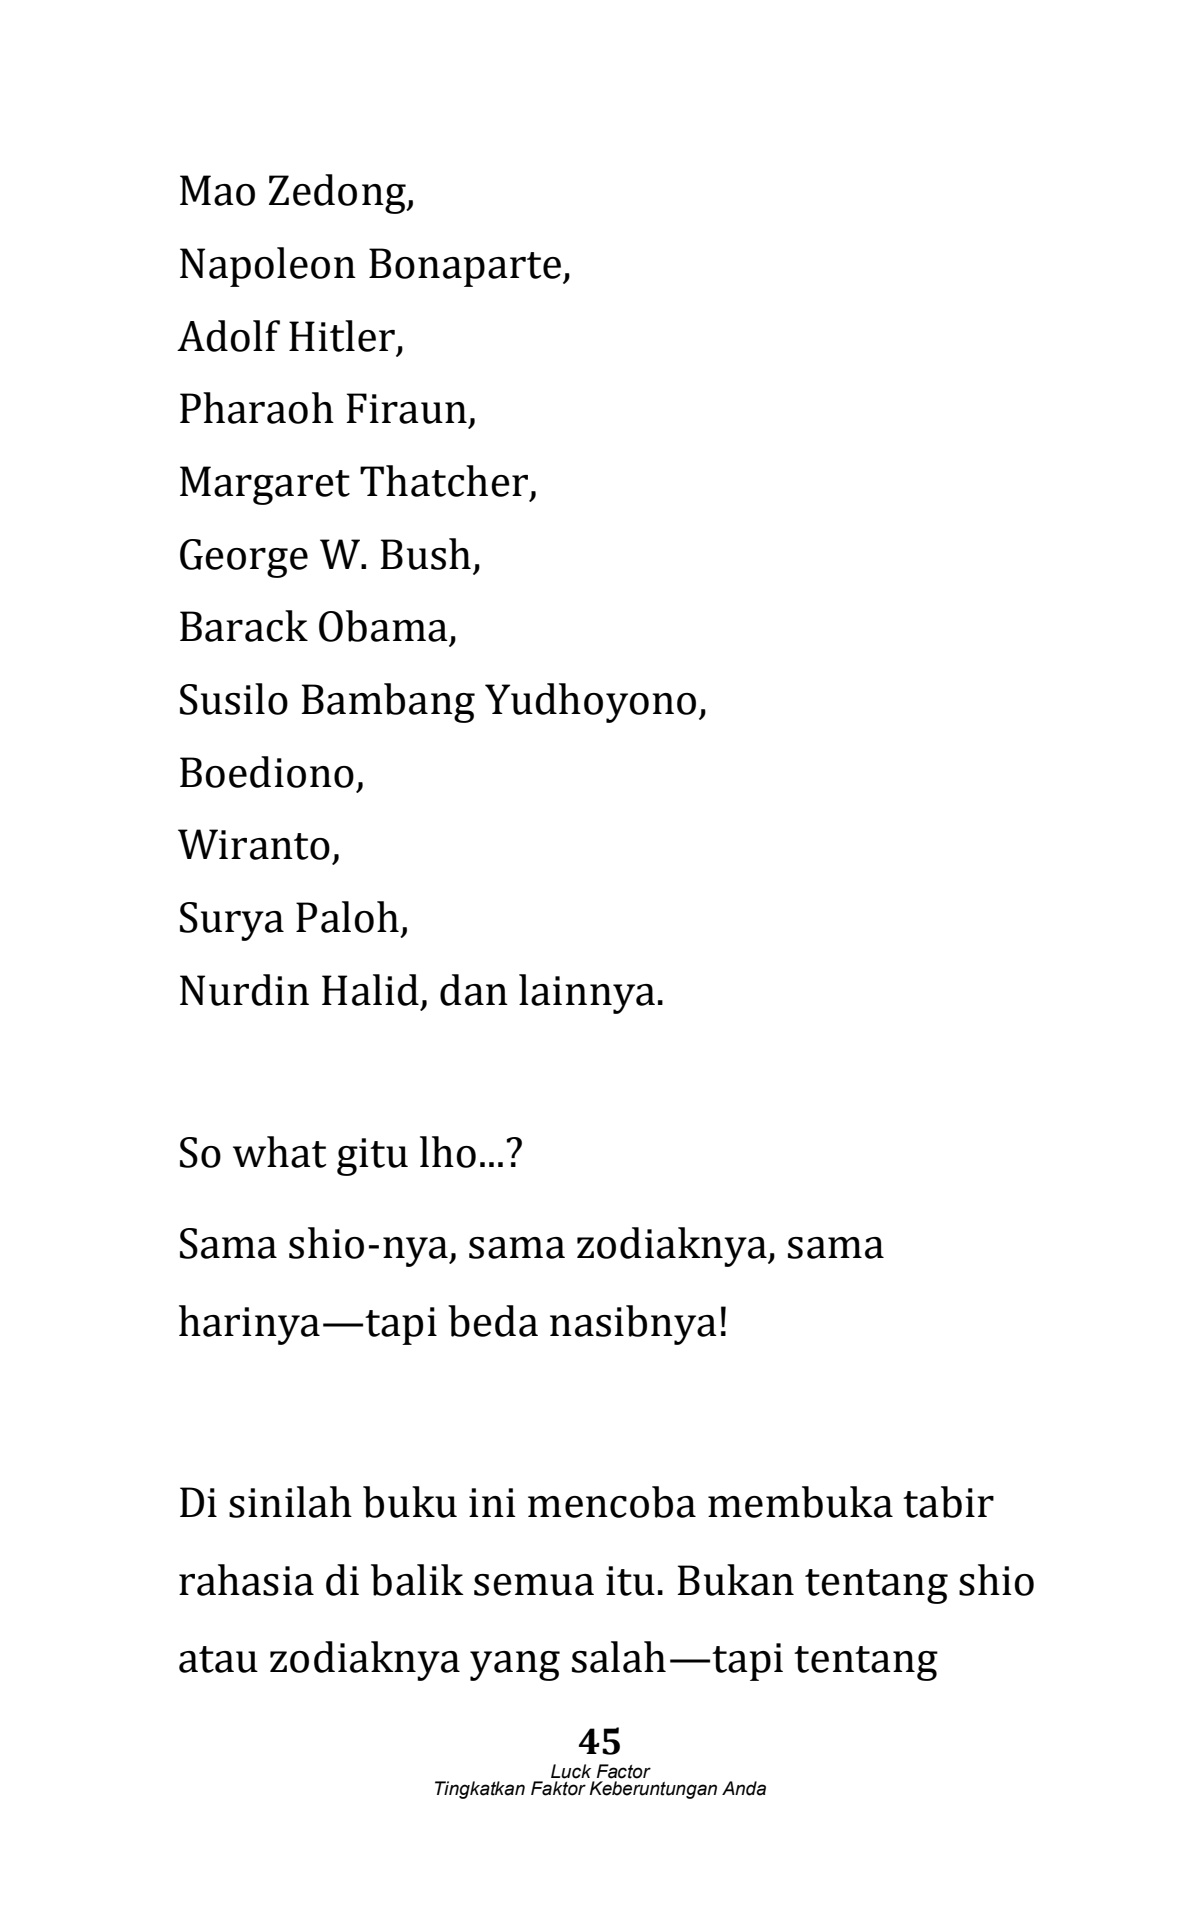 Mao Zedong,
Napoleon Bonaparte,
Adolf Hitler,
Pharaoh Firaun,
Margaret Thatcher,
George W. Bush,
Barack Obama,
Susilo Bambang Yudhoyono,
Boediono,
Wiranto,
Surya Paloh,
Nurdin Halid, dan lainnya.
So what gitu lho...?
Sama shio-nya, sama zodiaknya, sama
harinya—tapi beda nasibnya!
Di sinilah buku ini mencoba membuka tabir
rahasia di balik semua itu. Bukan tentang shio
atau zodiaknya yang salah—tapi tentang
45
Luck Factor
Tingkatkan Faktor Keberuntungan Anda